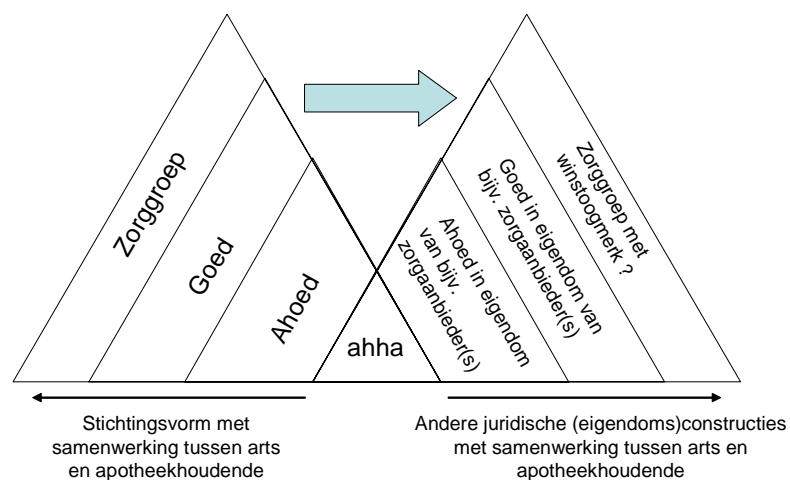 Zorggroep
Goed
Ahoed
ahha
Ahoed in eigendom
van bijv.
zorgaanbieder(s)
Goed in eigendom van
bijv. zorgaanbieder(s)
Zorggroep met
winstoogmerk ?
Stichtingsvorm met
samenwerking tussen arts
en apotheekhoudende
Andere juridische (eigendoms)constructies
met samenwerking tussen arts en
apotheekhoudende